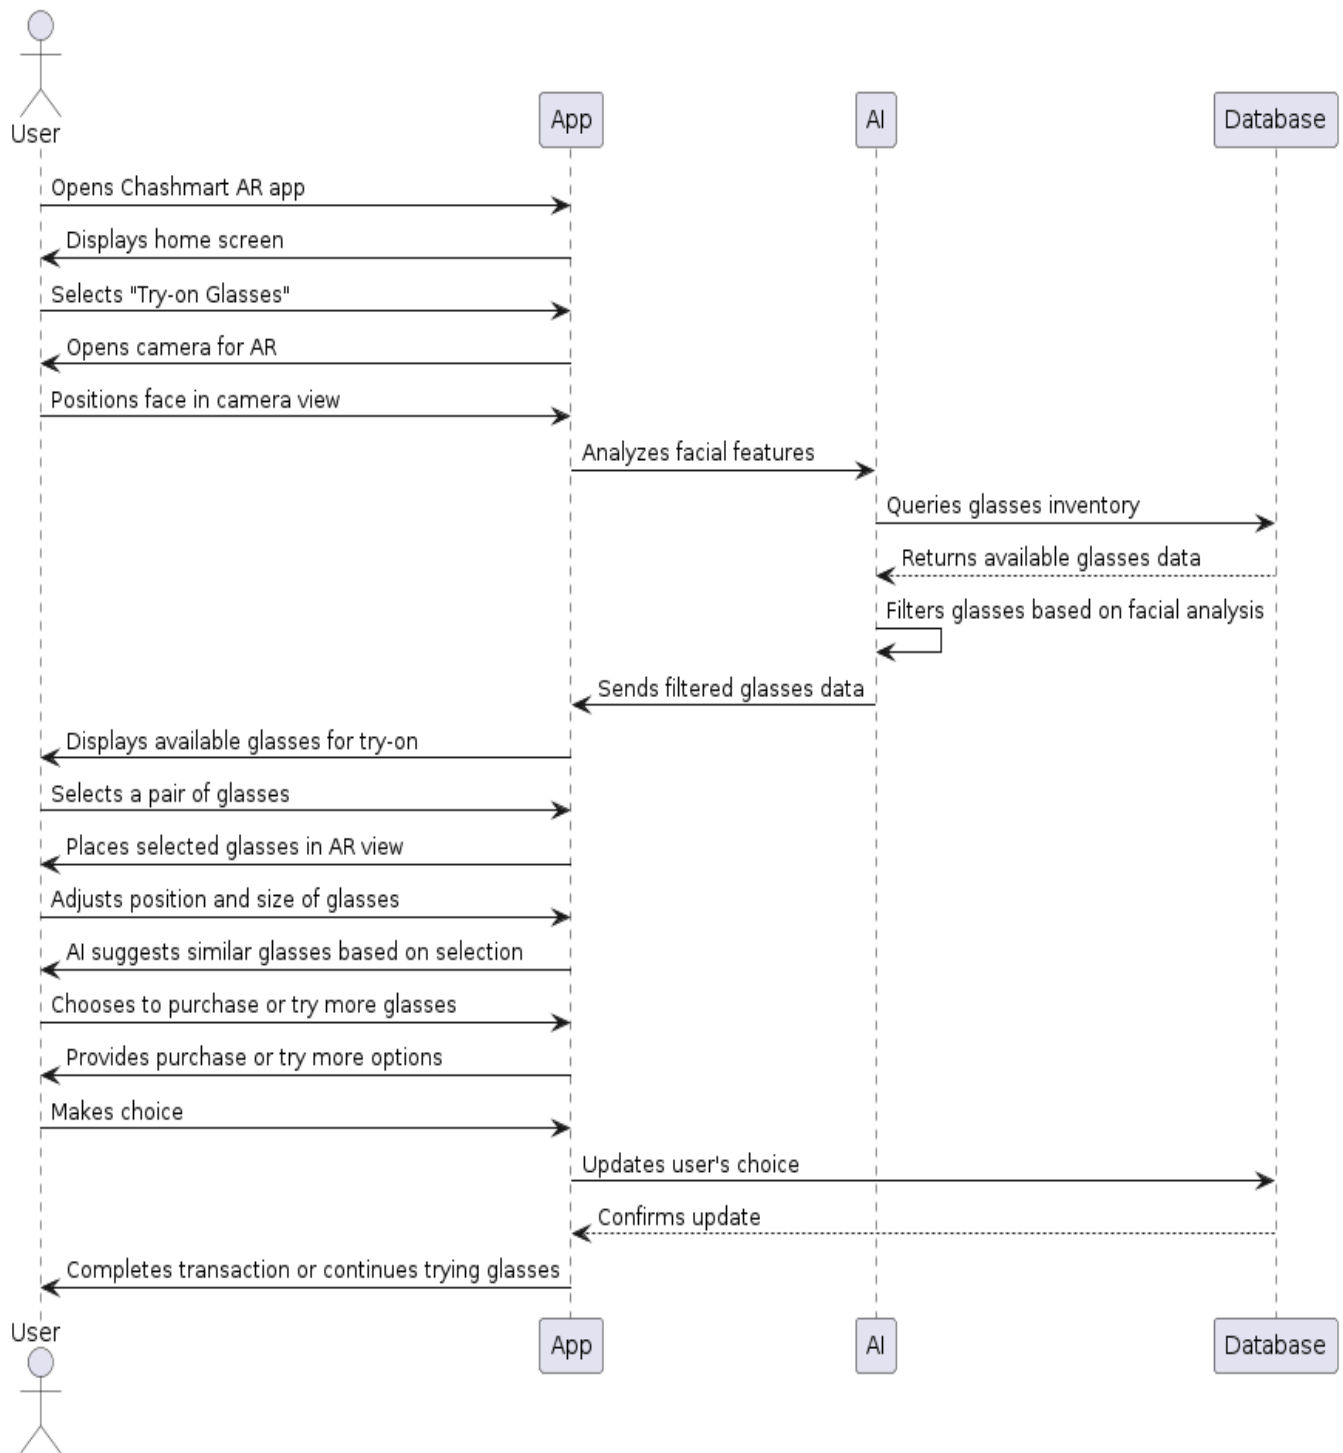 User
App
AI
Database
Opens Chashmart AR app
Displays home screen
Selects "Try-on Glasses"
Opens camera for AR
Positions face in camera view
Analyzes facial features
Queries glasses inventory
Returns available glasses data
Filters glasses based on facial analysis
Sends filtered glasses data
Displays available glasses for try-on
Selects a pair of glasses
Places selected glasses in AR view
Adjusts position and size of glasses
AI suggests similar glasses based on selection
Chooses to purchase or try more glasses
Provides purchase or try more options
Makes choice
Updates user's choice
Confirms update
Completes transaction or continues trying glasses
User
App
AI
Database